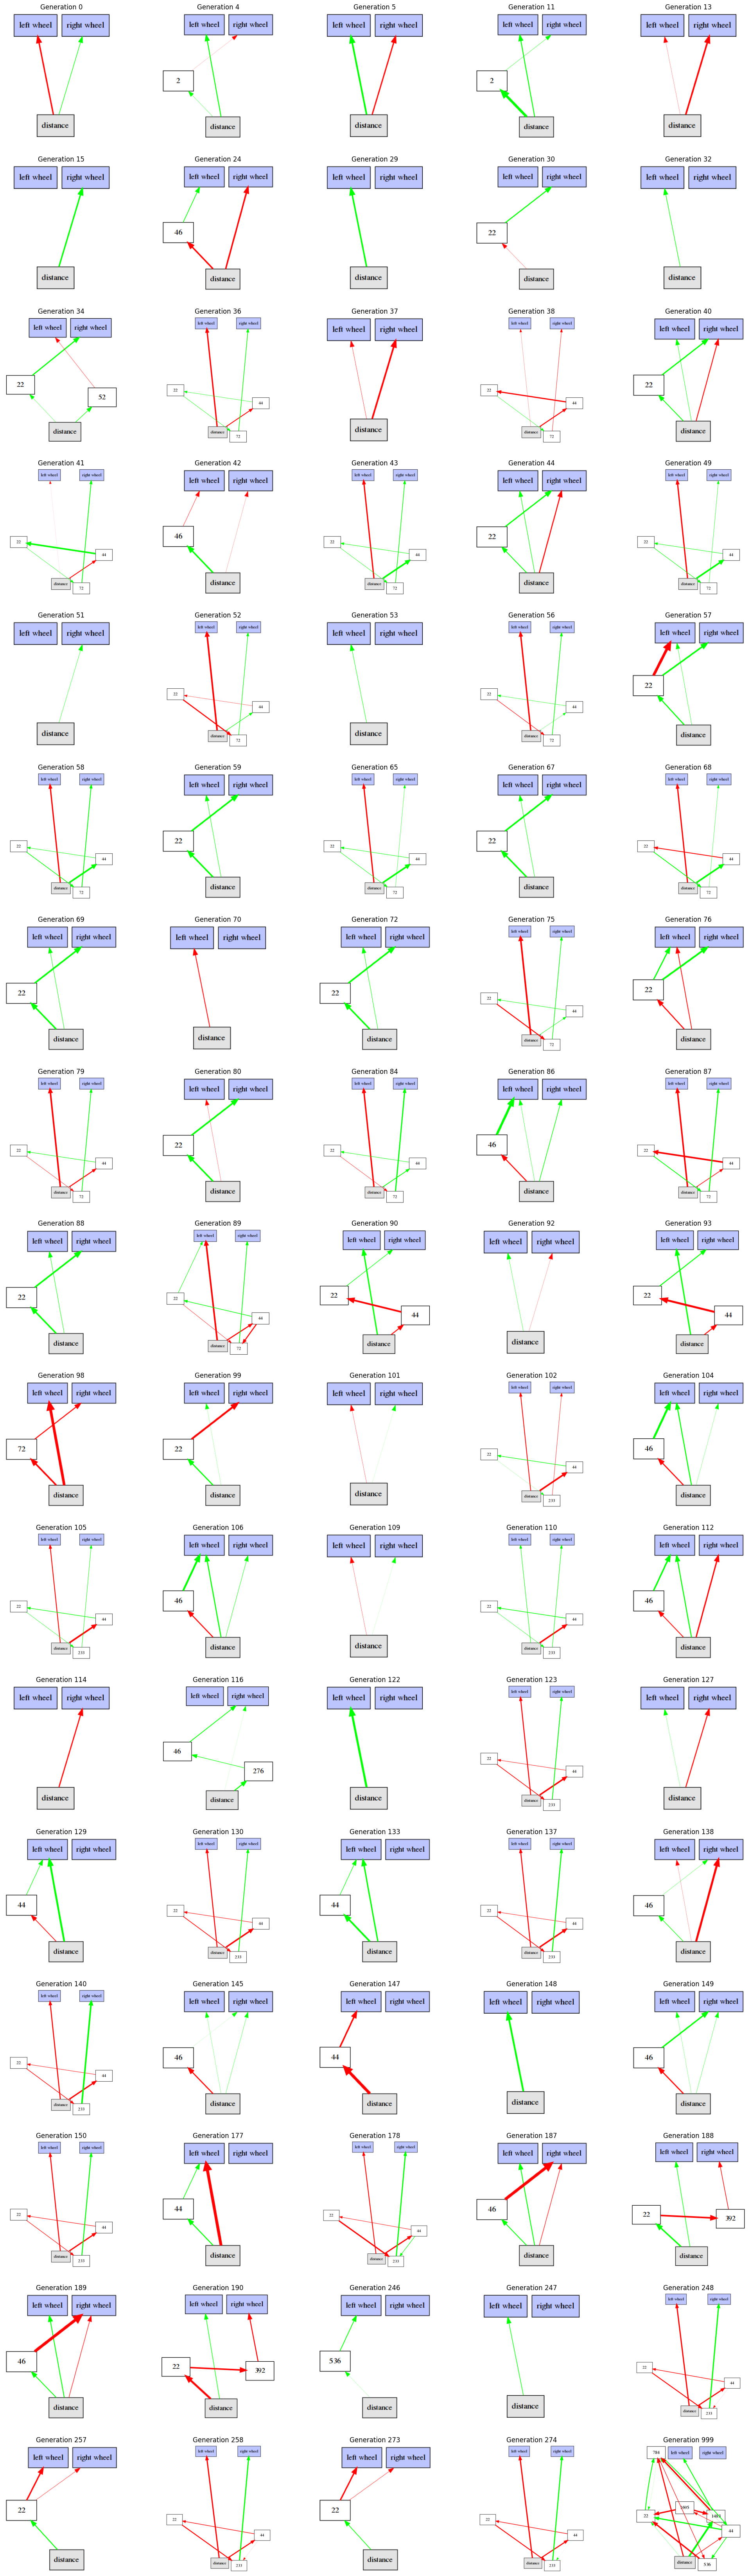 Generation 0
left wheel right wheel
distance
Generation 4
left wheel right wheel
2
distance
Generation 5
left wheel right wheel
distance
Generation 11
left wheel right wheel
2
distance
Generation 13
left wheel right wheel
distance
Generation 15
left wheel right wheel
distance
Generation 24
left wheel right wheel
46
distance
Generation 29
left wheel right wheel
distance
Generation 30
left wheel right wheel
22
distance
Generation 32
left wheel right wheel
distance
Generation 34
left wheel right wheel
22
52
distance
Generation 36
left wheel right wheel
22
44
distance
72
Generation 37
left wheel right wheel
distance
Generation 38
left wheel right wheel
22
44
distance
72
Generation 40
left wheel right wheel
22
distance
Generation 41
left wheel right wheel
22
44
distance
72
Generation 42
left wheel right wheel
46
distance
Generation 43
left wheel right wheel
22
44
distance
72
Generation 44
left wheel right wheel
22
distance
Generation 49
left wheel right wheel
22
44
distance
72
Generation 51
left wheel right wheel
distance
Generation 52
left wheel right wheel
22
44
distance
72
Generation 53
left wheel right wheel
distance
Generation 56
left wheel right wheel
22
44
distance
72
Generation 57
left wheel right wheel
22
distance
Generation 58
left wheel right wheel
22
44
distance
72
Generation 59
left wheel right wheel
22
distance
Generation 65
left wheel right wheel
22
44
distance
72
Generation 67
left wheel right wheel
22
distance
Generation 68
left wheel right wheel
22
44
distance
72
Generation 69
left wheel right wheel
22
distance
Generation 70
left wheel right wheel
distance
Generation 72
left wheel right wheel
22
distance
Generation 75
left wheel right wheel
22
44
distance
72
Generation 76
left wheel right wheel
22
distance
Generation 79
left wheel right wheel
22
44
distance
72
Generation 80
left wheel right wheel
22
distance
Generation 84
left wheel right wheel
22
44
distance
72
Generation 86
left wheel right wheel
46
distance
Generation 87
left wheel right wheel
22
44
distance
72
Generation 88
left wheel right wheel
22
distance
Generation 89
left wheel right wheel
22
44
distance
72
Generation 90
left wheel right wheel
22
44
distance
Generation 92
left wheel right wheel
distance
Generation 93
left wheel right wheel
22
44
distance
Generation 98
left wheel right wheel
72
distance
Generation 99
left wheel right wheel
22
distance
Generation 101
left wheel right wheel
distance
Generation 102
left wheel right wheel
22
44
distance
233
Generation 104
left wheel right wheel
46
distance
Generation 105
left wheel right wheel
22
44
distance
233
Generation 106
left wheel right wheel
46
distance
Generation 109
left wheel right wheel
distance
Generation 110
left wheel right wheel
22
44
distance
233
Generation 112
left wheel right wheel
46
distance
Generation 114
left wheel right wheel
distance
Generation 116
left wheel right wheel
46
276
distance
Generation 122
left wheel right wheel
distance
Generation 123
left wheel right wheel
22
44
distance
233
Generation 127
left wheel right wheel
distance
Generation 129
left wheel right wheel
44
distance
Generation 130
left wheel right wheel
22
44
distance
233
Generation 133
left wheel right wheel
44
distance
Generation 137
left wheel right wheel
22
44
distance
233
Generation 138
left wheel right wheel
46
distance
Generation 140
left wheel right wheel
22
44
distance
233
Generation 145
left wheel right wheel
46
distance
Generation 147
left wheel right wheel
44
distance
Generation 148
left wheel right wheel
distance
Generation 149
left wheel right wheel
46
distance
Generation 150
left wheel right wheel
22
44
distance
233
Generation 177
left wheel right wheel
44
distance
Generation 178
left wheel right wheel
22
44
distance
233
Generation 187
left wheel right wheel
46
distance
Generation 188
left wheel right wheel
22
392
distance
Generation 189
left wheel right wheel
46
distance
Generation 190
left wheel right wheel
22
392
distance
Generation 246
left wheel right wheel
536
distance
Generation 247
left wheel right wheel
distance
Generation 248
left wheel right wheel
22
44
distance
233
Generation 257
left wheel right wheel
22
distance
Generation 258
left wheel right wheel
22
44
distance
233
Generation 273
left wheel right wheel
22
distance
Generation 274
left wheel right wheel
22
44
distance
233
Generation 999
left wheel right wheel
22
44
distance
536